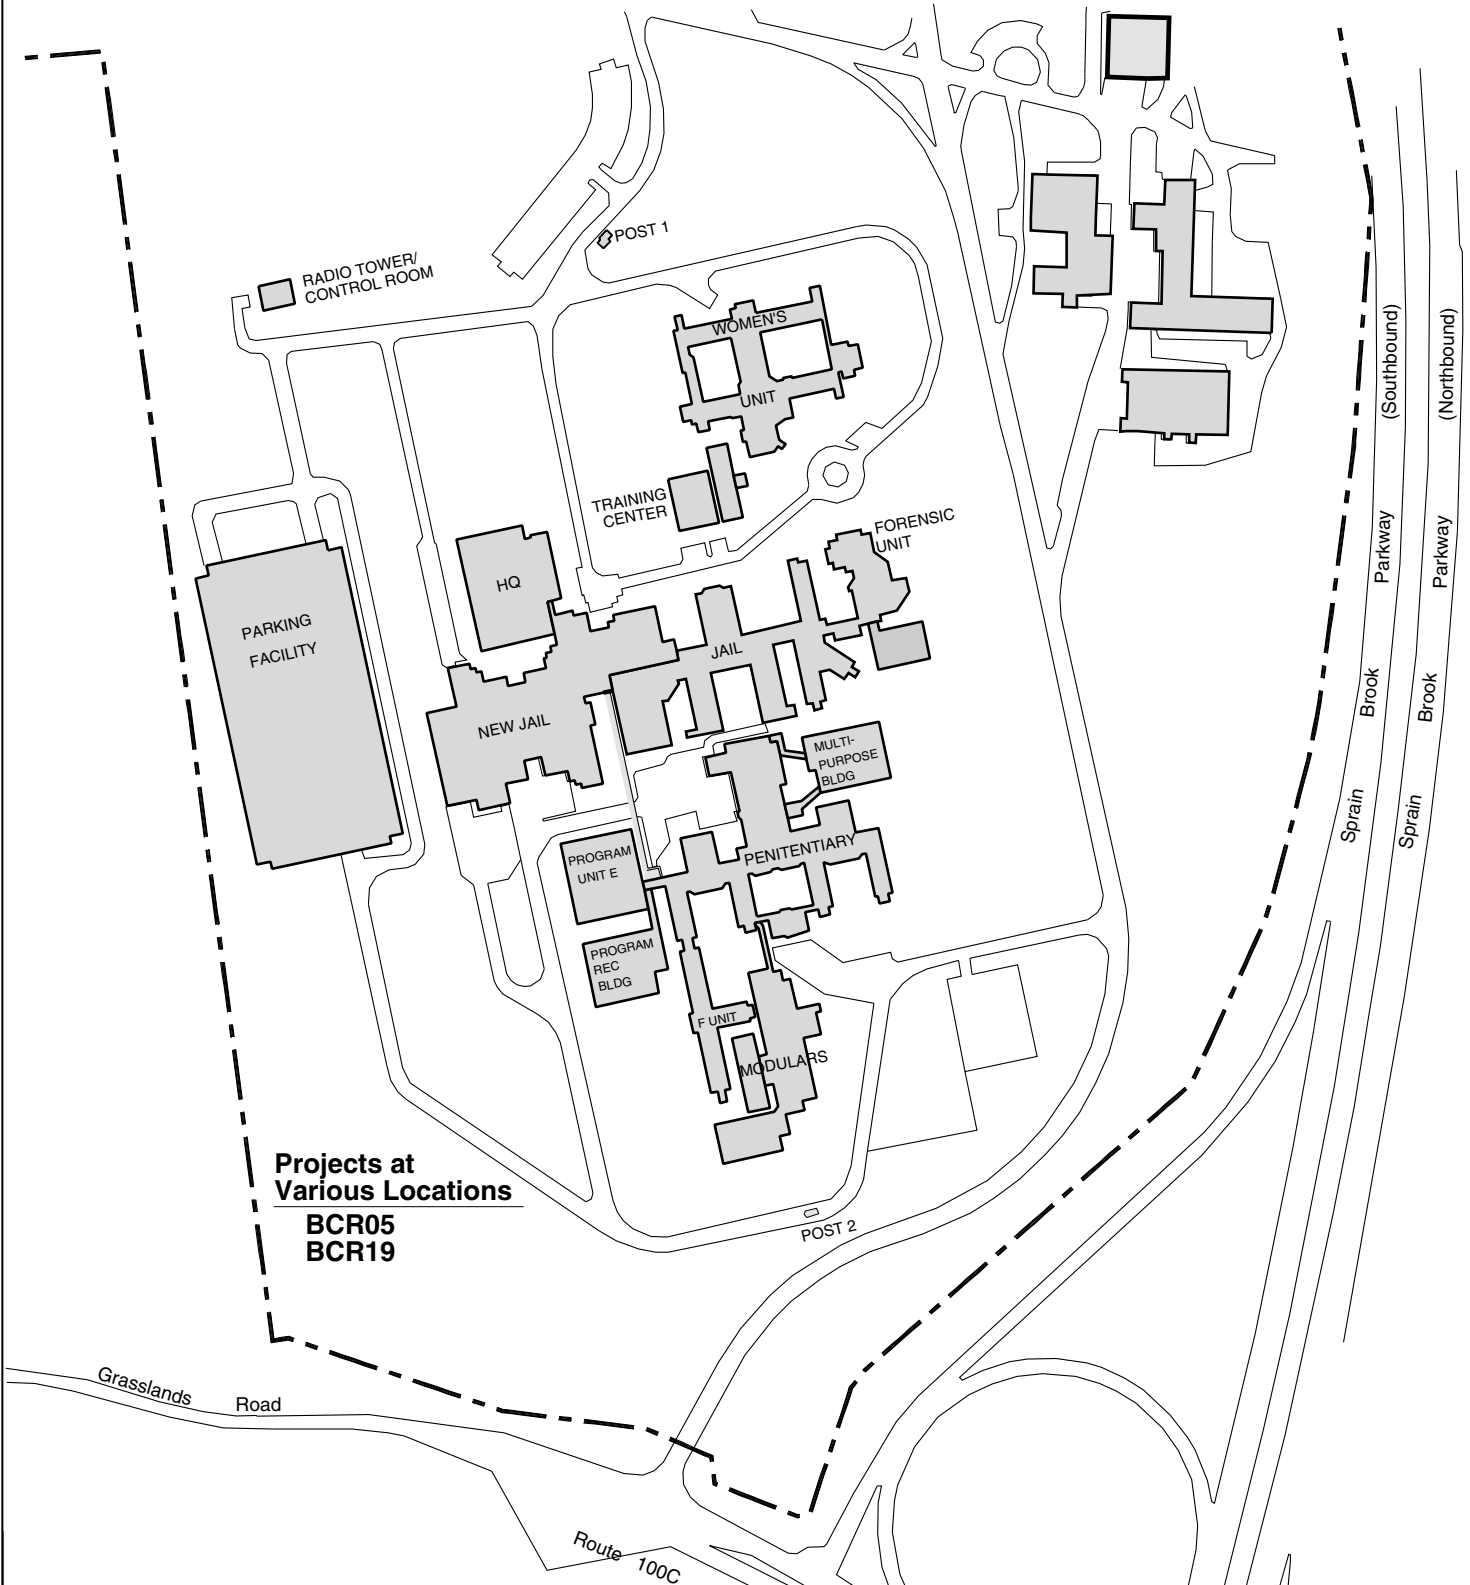 POST 1
RADIO TOWER/
CONTROL ROOM
WOMEN'S
UNIT
TRAINING
CENTER
FORENSIC
UNIT
HQ
PARKING
FACILITY
JAIL
NEW JAIL
MULTI-
PURPOSE
BLDG
PENITENTIARY
PROGRAM
UNIT E
PROGRAM
REC
BLDG
F UNIT
MODULARS
POST 2
Projects at
Various Locations
BCR05
BCR19
Grasslands Road
Route 100C
Sprain Brook Parkway (Southbound)
Sprain Brook Parkway (Northbound)